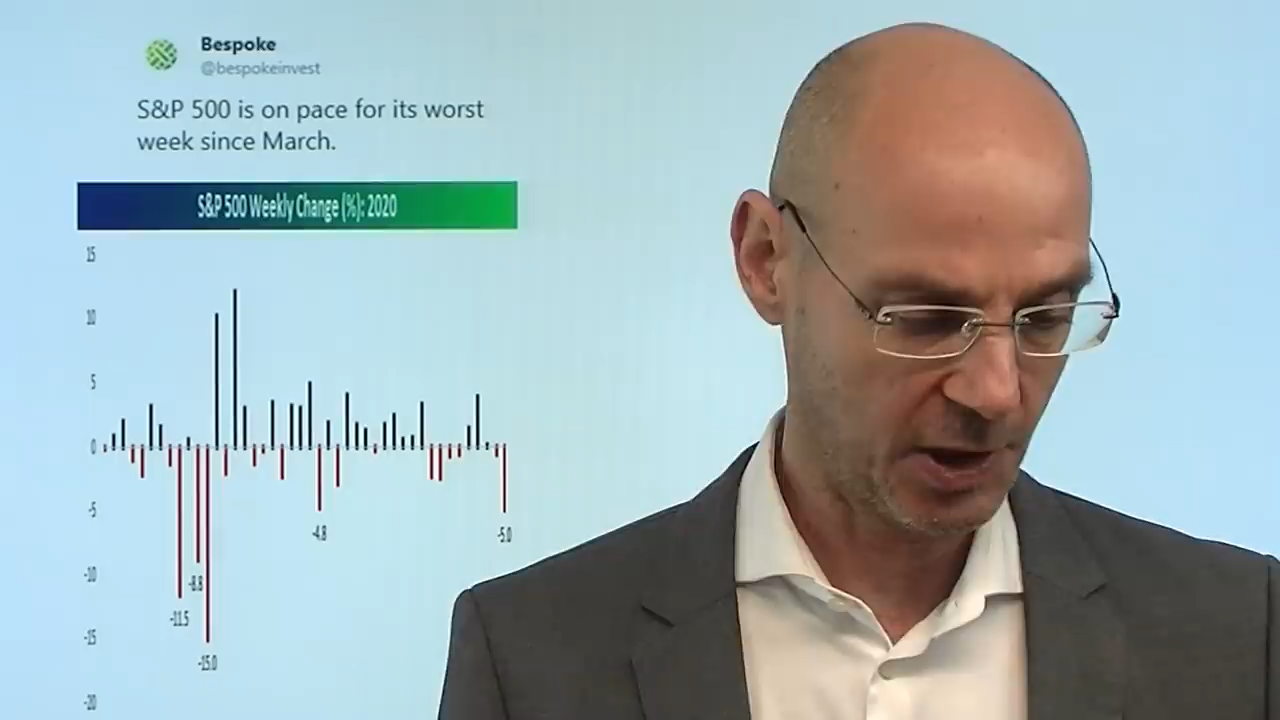 Bespoke
@bespokeinvest
S&P 500 is on pace for its worst
week since March.
S&P 500 Weekly Change (%): 2020
15
10
5
0
-5
-4.8
-5.0
-10
-8.8
-11.5
-15
-15.0
-20